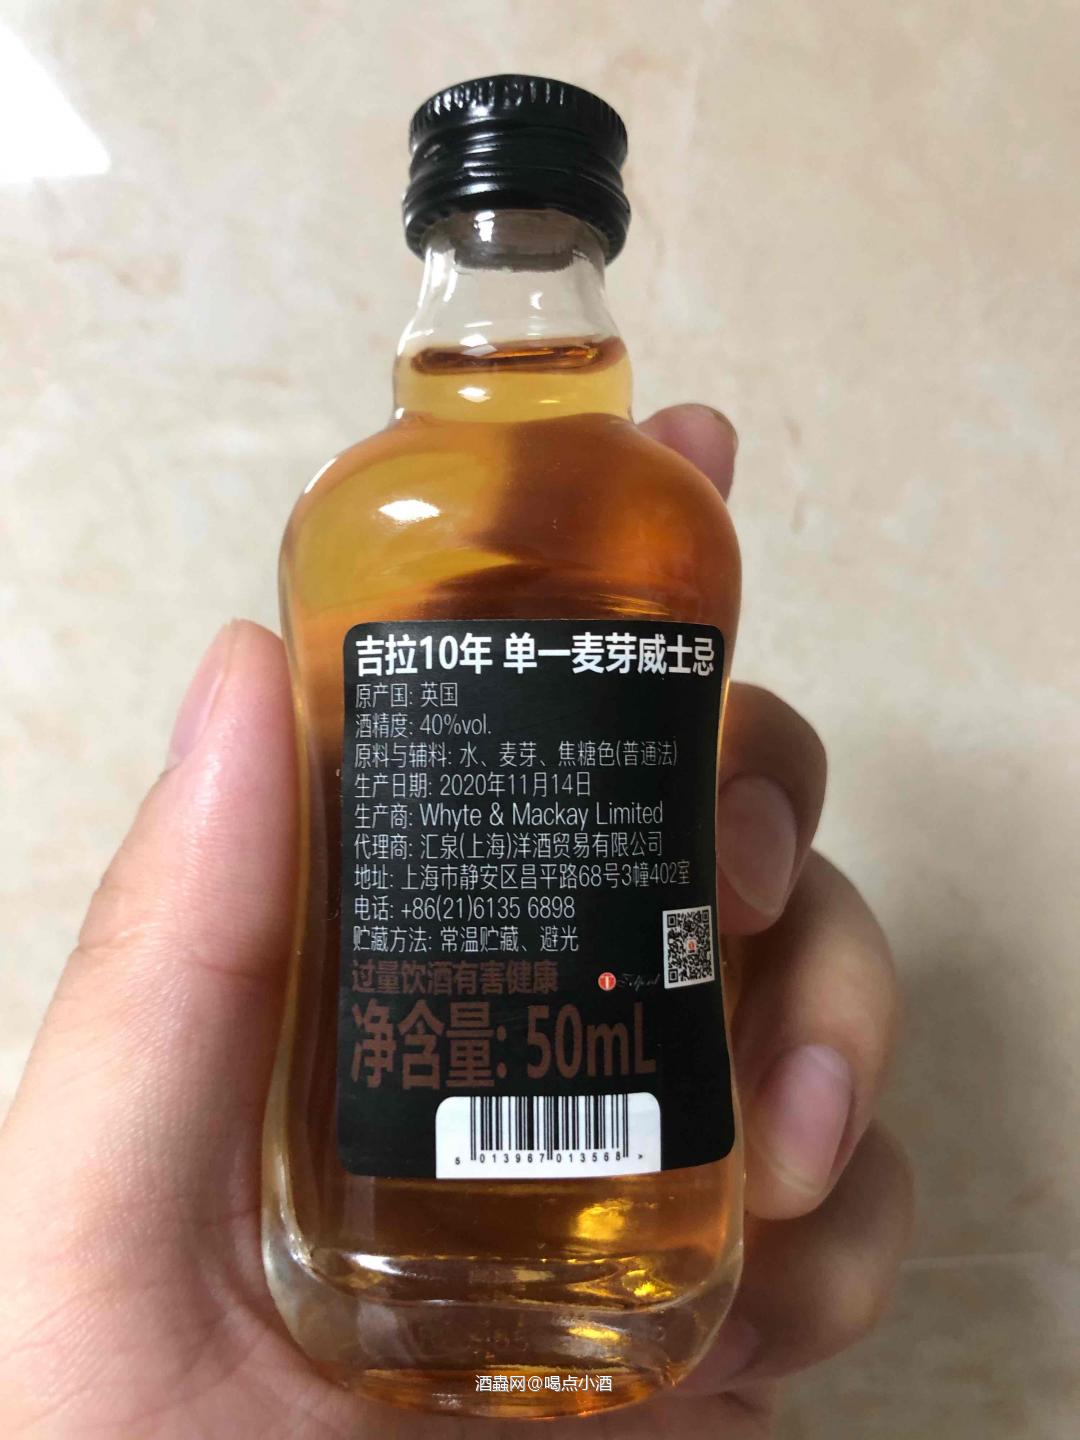 吉拉10年 单一麦芽威士忌
原产国: 英国
酒精度: 40%vol.
原料与辅料: 水、麦芽、焦糖色(普通法)
生产日期: 2020年11月14日
生产商: Whyte & Mackay Limited
代理商: 汇泉(上海)洋酒贸易有限公司
地址: 上海市静安区昌平路68号3幢402室
电话: +86(21)6135 6898
贮藏方法: 常温贮藏、避光
过量饮酒有害健康
净含量: 50mL
5 013967 013568 >
酒蟲网@喝点小酒